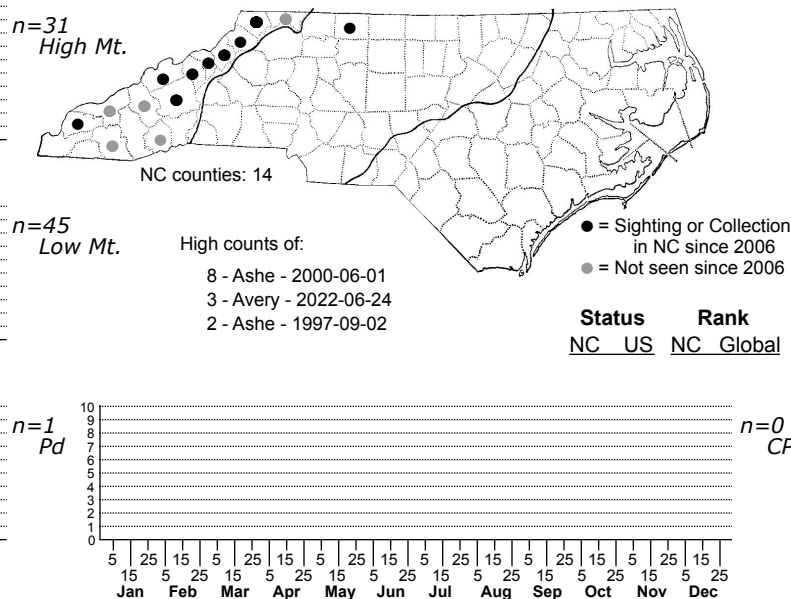 n=31
High Mt.
NC counties: 14
n=45
Low Mt.
High counts of:
8 - Ashe - 2000-06-01
3 - Avery - 2022-06-24
2 - Ashe - 1997-09-02
● = Sighting or Collection
in NC since 2006
● = Not seen since 2006
Status Rank
NC US NC Global
n=1
Pd
n=0
CP
10
9
8
7
6
5
4
3
2
1
0
5 25 15 5 25 15 5 25 15 5 25 15 5 25 15 5 25 15
15 5 25 15 5 25 15 5 25 15 5 25 15 5 25 15 5 25
Jan Feb Mar Apr May Jun Jul Aug Sep Oct Nov Dec